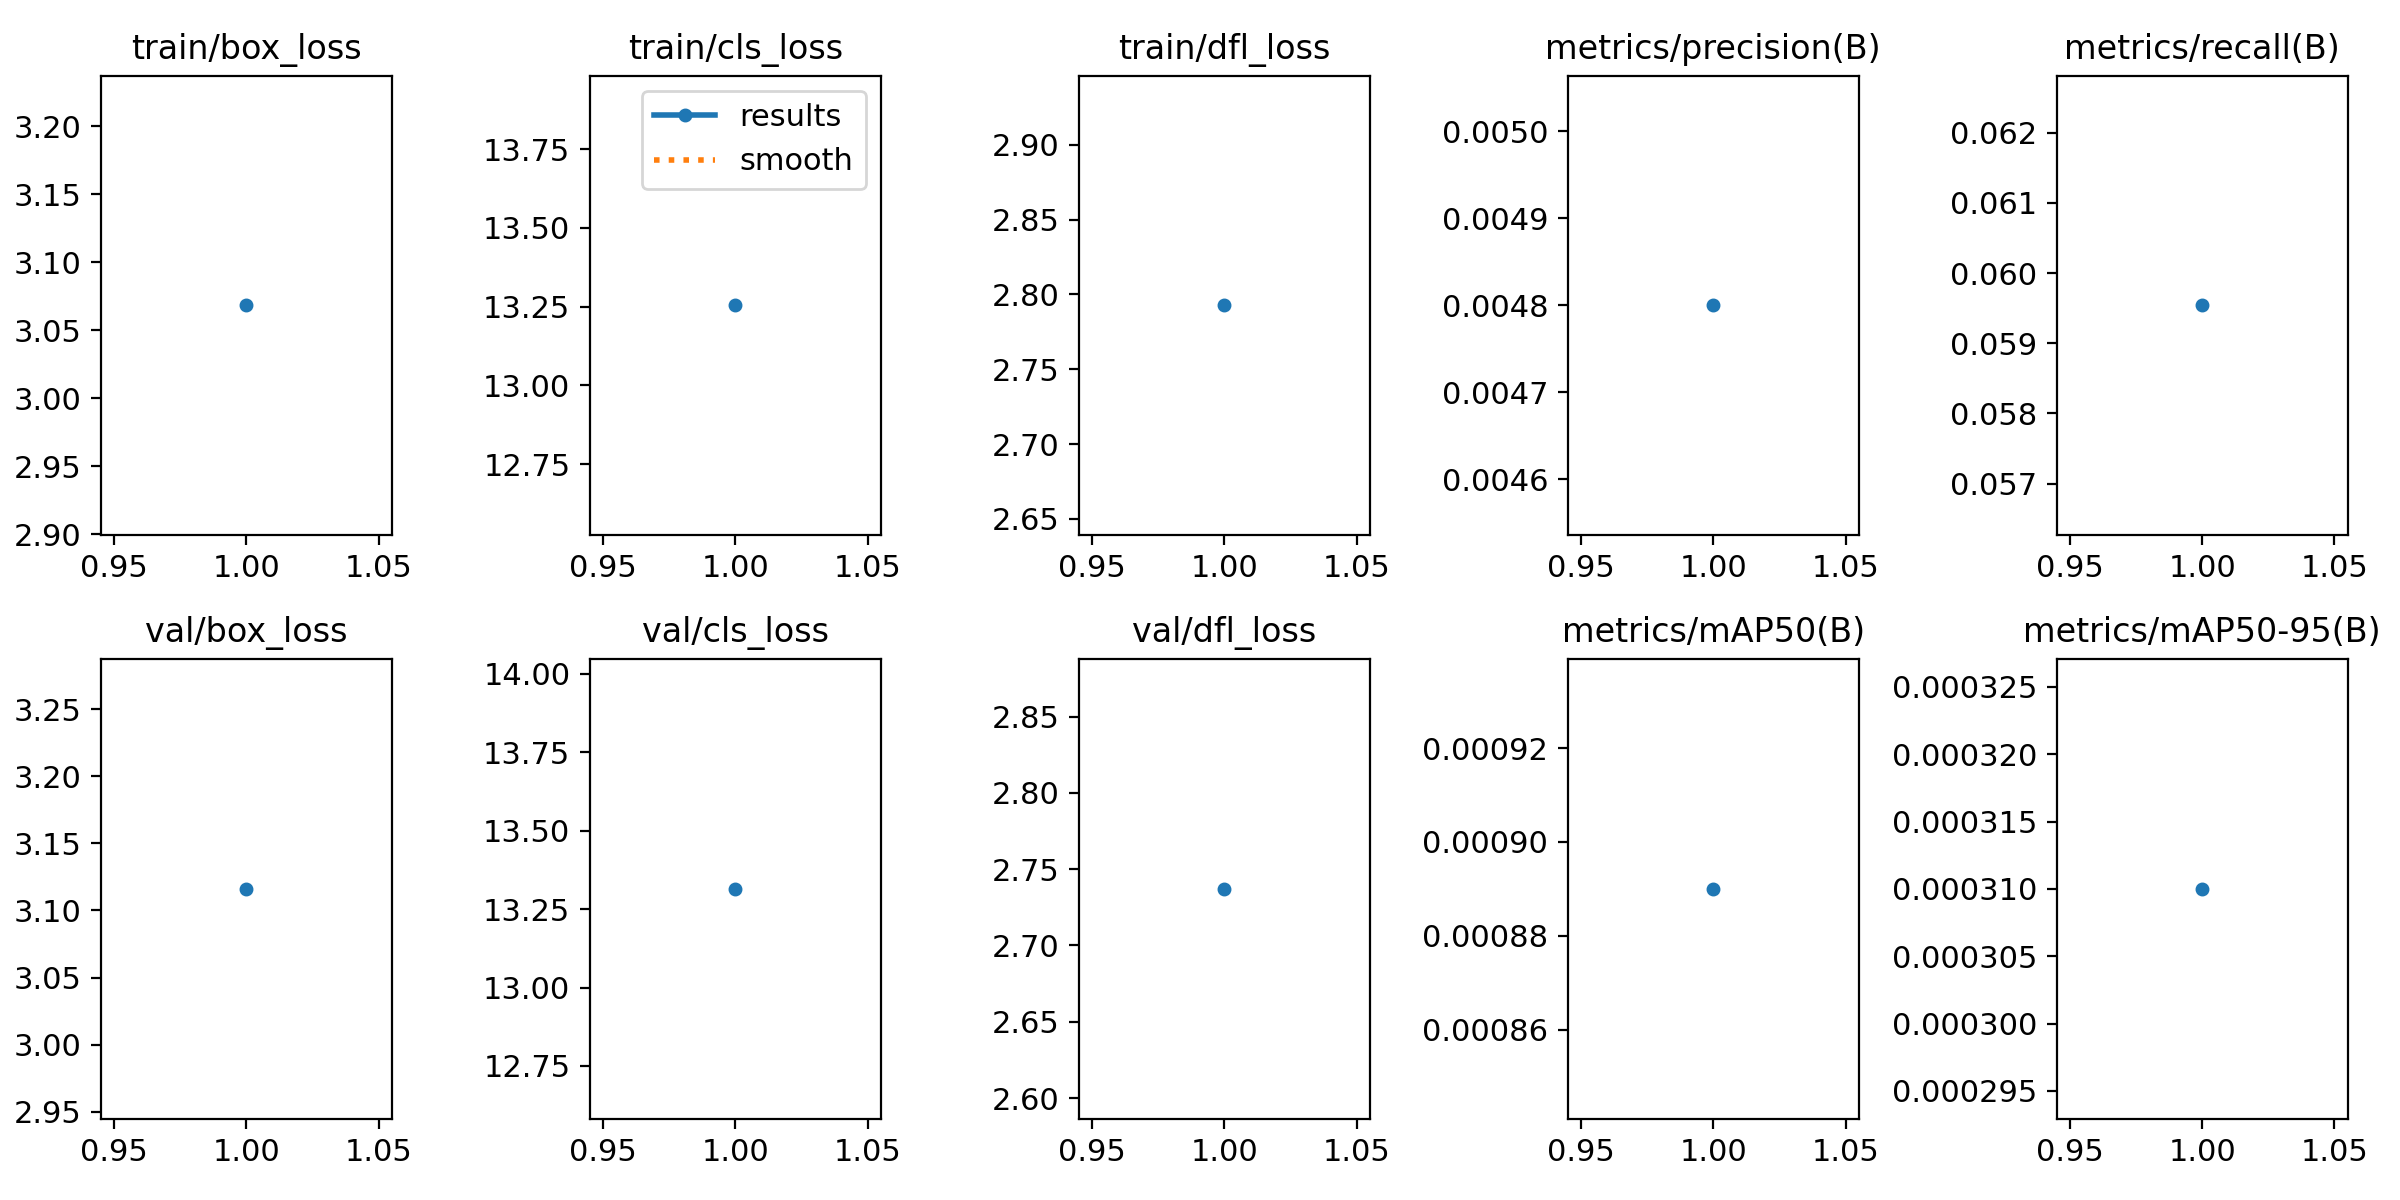 train/box_loss
3.20
3.15
3.10
3.05
3.00
2.95
2.90
0.95 1.00 1.05
train/cls_loss
results
smooth
13.75
13.50
13.25
13.00
12.75
0.95 1.00 1.05
train/dfl_loss
2.90
2.85
2.80
2.75
2.70
2.65
0.95 1.00 1.05
metrics/precision(B)
0.0050
0.0049
0.0048
0.0047
0.0046
0.95 1.00 1.05
metrics/recall(B)
0.062
0.061
0.060
0.059
0.058
0.057
0.95 1.00 1.05
val/box_loss
3.25
3.20
3.15
3.10
3.05
3.00
2.95
0.95 1.00 1.05
val/cls_loss
14.00
13.75
13.50
13.25
13.00
12.75
0.95 1.00 1.05
val/dfl_loss
2.85
2.80
2.75
2.70
2.65
2.60
0.95 1.00 1.05
metrics/mAP50(B)
0.00092
0.00090
0.00088
0.00086
0.95 1.00 1.05
metrics/mAP50-95(B)
0.000325
0.000320
0.000315
0.000310
0.000305
0.000300
0.000295
0.95 1.00 1.05